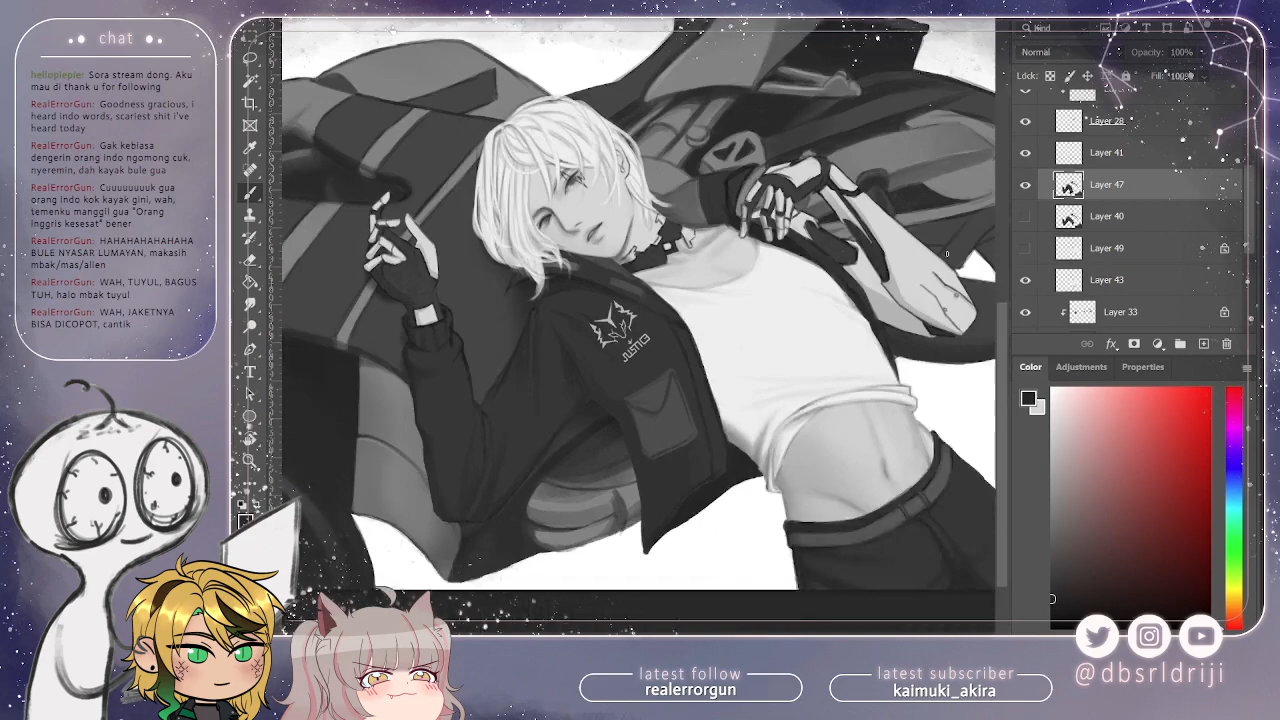 chat
hellopiepie: Sora stream dong. Aku
mau di thank u for following
RealErrorGun: Goodness gracious, i
heard indo words, scariest shit i've
heard today
RealErrorGun: Gak kebiasa
dengerin orang indo ngomong cuk,
nyeremin, dah kayak bule gua
RealErrorGun: Cuuuuuuuk gua
orang Indo kok kayak gini, wah,
temenku manggil gua "Orang
inggris kesesat" bener
RealErrorGun: HAHAHAHAHAHAHA
BULE NYASAR LUMAYAN, makasih
mbak/mas/alien
RealErrorGun: WAH, TUYUL, BAGUS
TUH, halo mbak tuyul
RealErrorGun: WAH, JAKETNYA
BISA DICOPOT, cantik
JUSTICE
Kind
Normal
Opacity: 100%
Lock:
Fill: 100%
Layer 28
Layer 41
Layer 47
Layer 40
Layer 49
Layer 43
Layer 33
fx
Color
Adjustments
Properties
latest follow
realerrorgun
latest subscriber
kaimuki_akira
@dbsrldriji